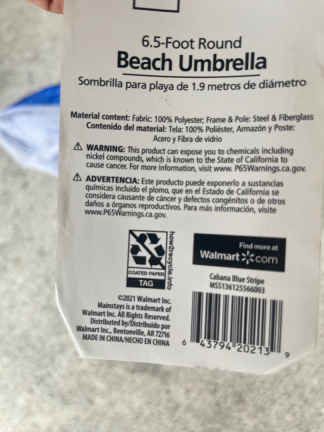 6.5-Foot Round
Beach Umbrella
Sombrilla para playa de 1.9 metros de diámetro
Material content: Fabric: 100% Polyester; Frame & Pole: Steel & Fiberglass
Contenido del material: Tela: 100% Poliéster, Armazón y Poste:
Acero y Fibra de vidrio
WARNING: This product can expose you to chemicals including
nickel compounds, which is known to the State of California to
cause cancer. For more information, visit www. P65Warnings.ca.gov.
ADVERTENCIA: Este producto puede exponerlo a sustancias
químicas incluido el plomo, que en el Estado de California se
considera causante de cáncer y defectos congénitos o de otros
daños a órganos reproductivos. Para más información, visite
www.P65Warnings.ca.gov.
COATED PAPER
TAG
how2recycle.info
Find more at
Walmart.com
Cabana Blue Stripe
MS5136125566003
©2021 Walmart Inc.
Mainstays is a trademark of
Walmart Inc. All Rights Reserved.
Distributed by/Distribuido por
Walmart Inc., Bentonville, AR 72716
MADE IN CHINA/HECHO EN CHINA
6 43794 20213 9